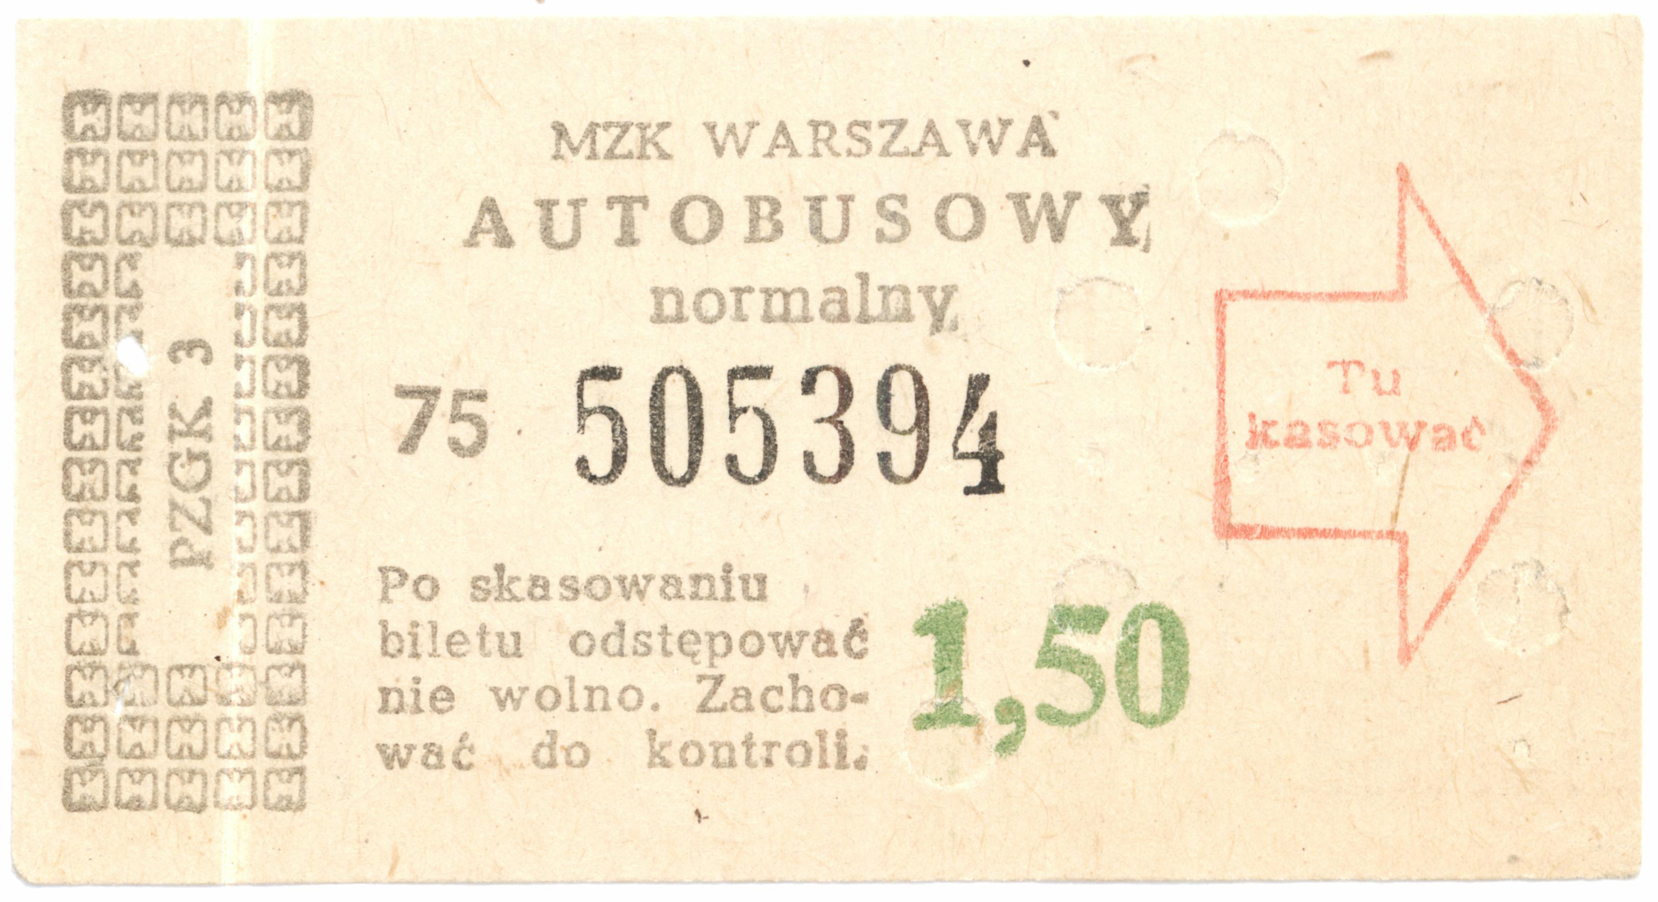 MZK WARSZAWA
AUTOBUSOWY
normalny
75 505394
Po skasowaniu
biletu odstępować
nie wolno. Zacho-
wać do kontroli.
1,50
Tu
kasować
PZGK 3